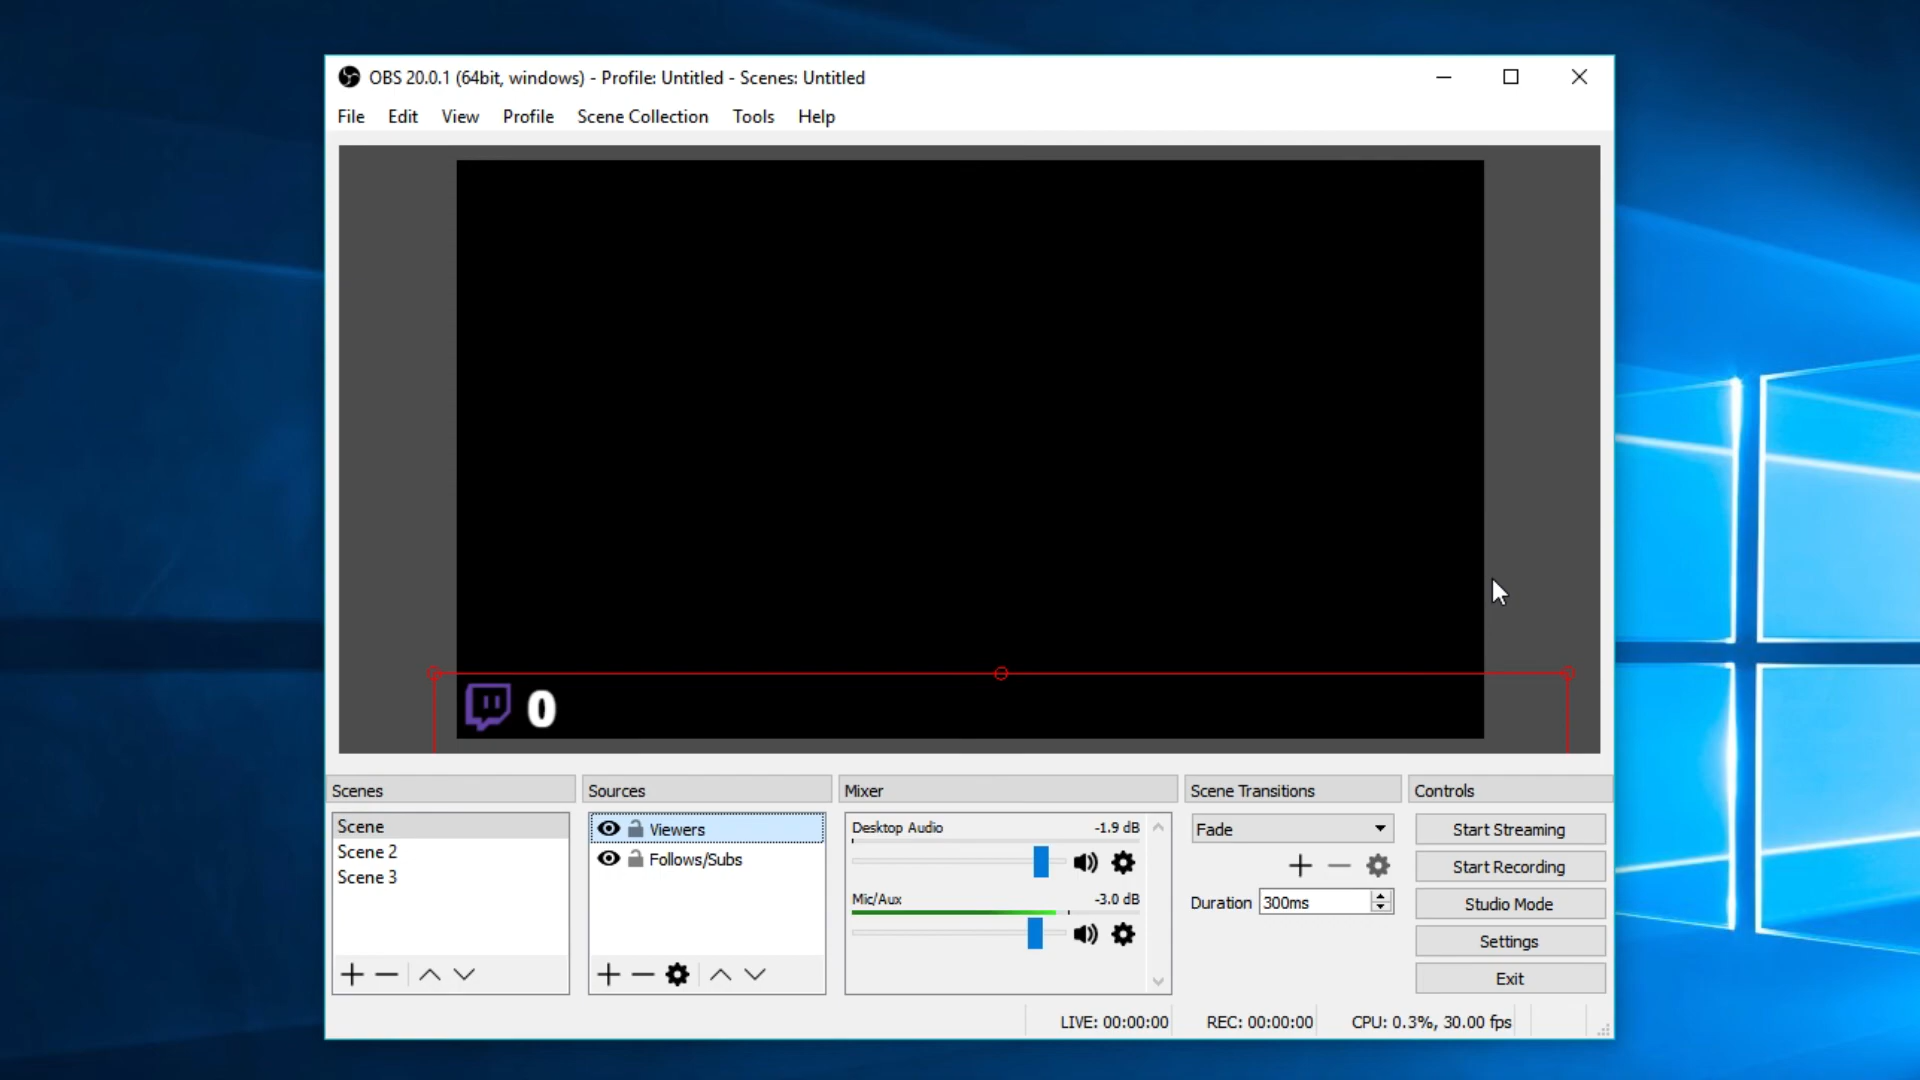 OBS 20.0.1 (64bit, windows) - Profile: Untitled - Scenes: Untitled
File Edit View Profile Scene Collection Tools Help
0
Scenes
Scene
Scene 2
Scene 3
Sources
Viewers
Follows/Subs
Mixer
Desktop Audio -1.9 dB
Mic/Aux -3.0 dB
Scene Transitions
Fade
Duration 300ms
Controls
Start Streaming
Start Recording
Studio Mode
Settings
Exit
LIVE: 00:00:00 REC: 00:00:00 CPU: 0.3%, 30.00 fps